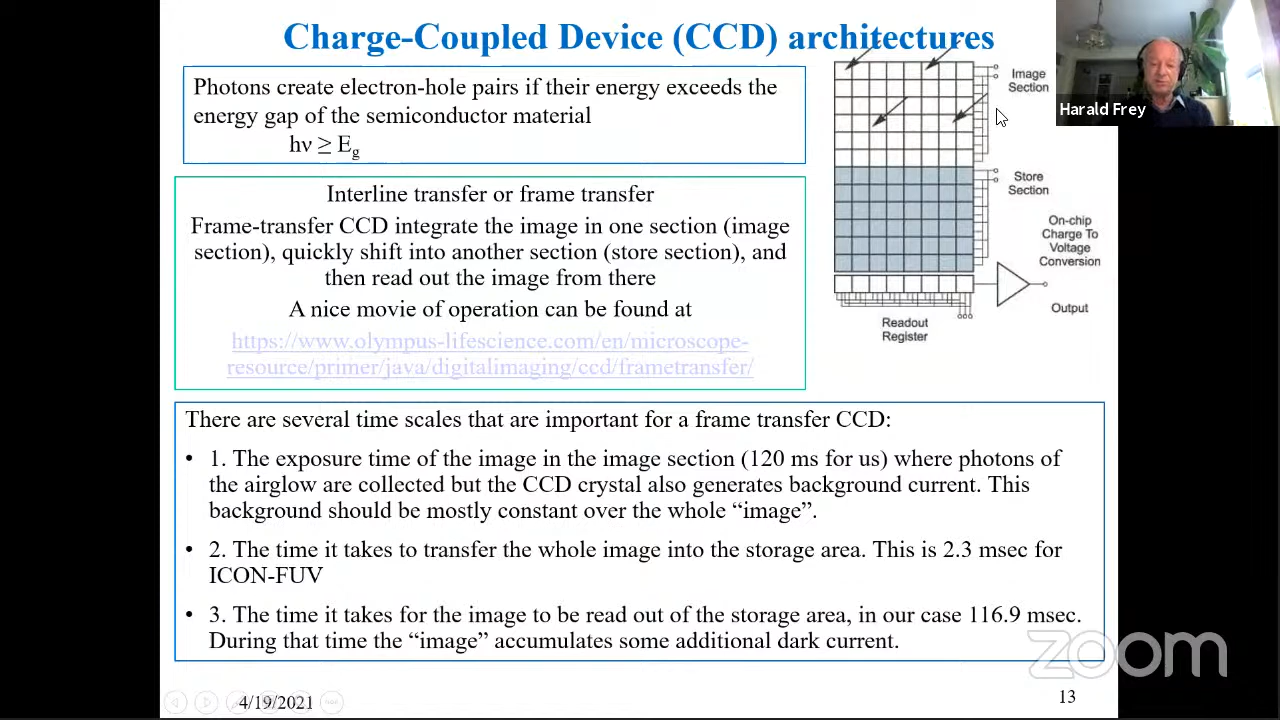 Charge-Coupled Device (CCD) architectures
Photons create electron-hole pairs if their energy exceeds the
energy gap of the semiconductor material
hν ≥ Eg
Interline transfer or frame transfer
Frame-transfer CCD integrate the image in one section (image
section), quickly shift into another section (store section), and
then read out the image from there
A nice movie of operation can be found at
https://www.olympus-lifescience.com/en/microscope-
resource/primer/java/digitalimaging/ccd/frametransfer/
Image
Section
Store
Section
On-chip
Charge To
Voltage
Conversion
Output
Readout
Register
Harald Frey
There are several time scales that are important for a frame transfer CCD:
• 1. The exposure time of the image in the image section (120 ms for us) where photons of
the airglow are collected but the CCD crystal also generates background current. This
background should be mostly constant over the whole “image”.
• 2. The time it takes to transfer the whole image into the storage area. This is 2.3 msec for
ICON-FUV
• 3. The time it takes for the image to be read out of the storage area, in our case 116.9 msec.
During that time the “image” accumulates some additional dark current.
zoom
4/19/2021
13